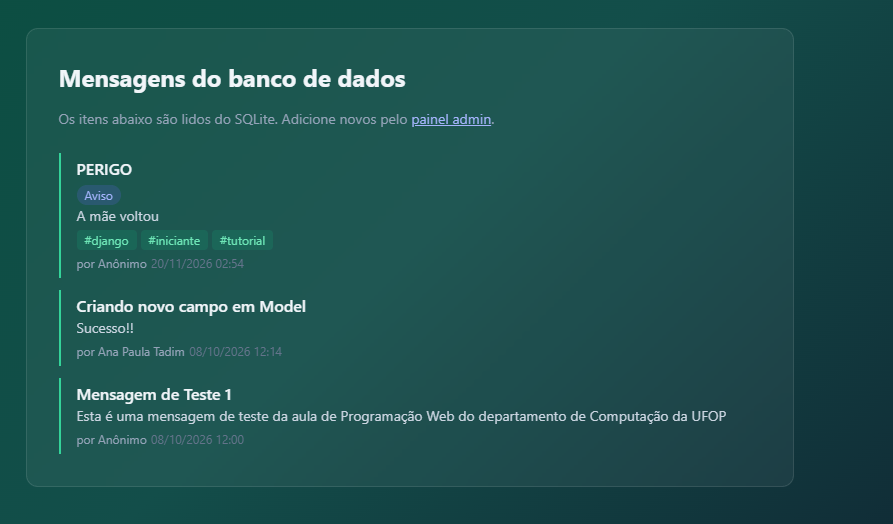 Mensagens do banco de dados
Os itens abaixo são lidos do SQLite. Adicione novos pelo painel admin.
PERIGO
Aviso
A mãe voltou
#django #iniciante #tutorial
por Anônimo 20/11/2026 02:54
Criando novo campo em Model
Sucesso!!
por Ana Paula Tadim 08/10/2026 12:14
Mensagem de Teste 1
Esta é uma mensagem de teste da aula de Programação Web do departamento de Computação da UFOP
por Anônimo 08/10/2026 12:00